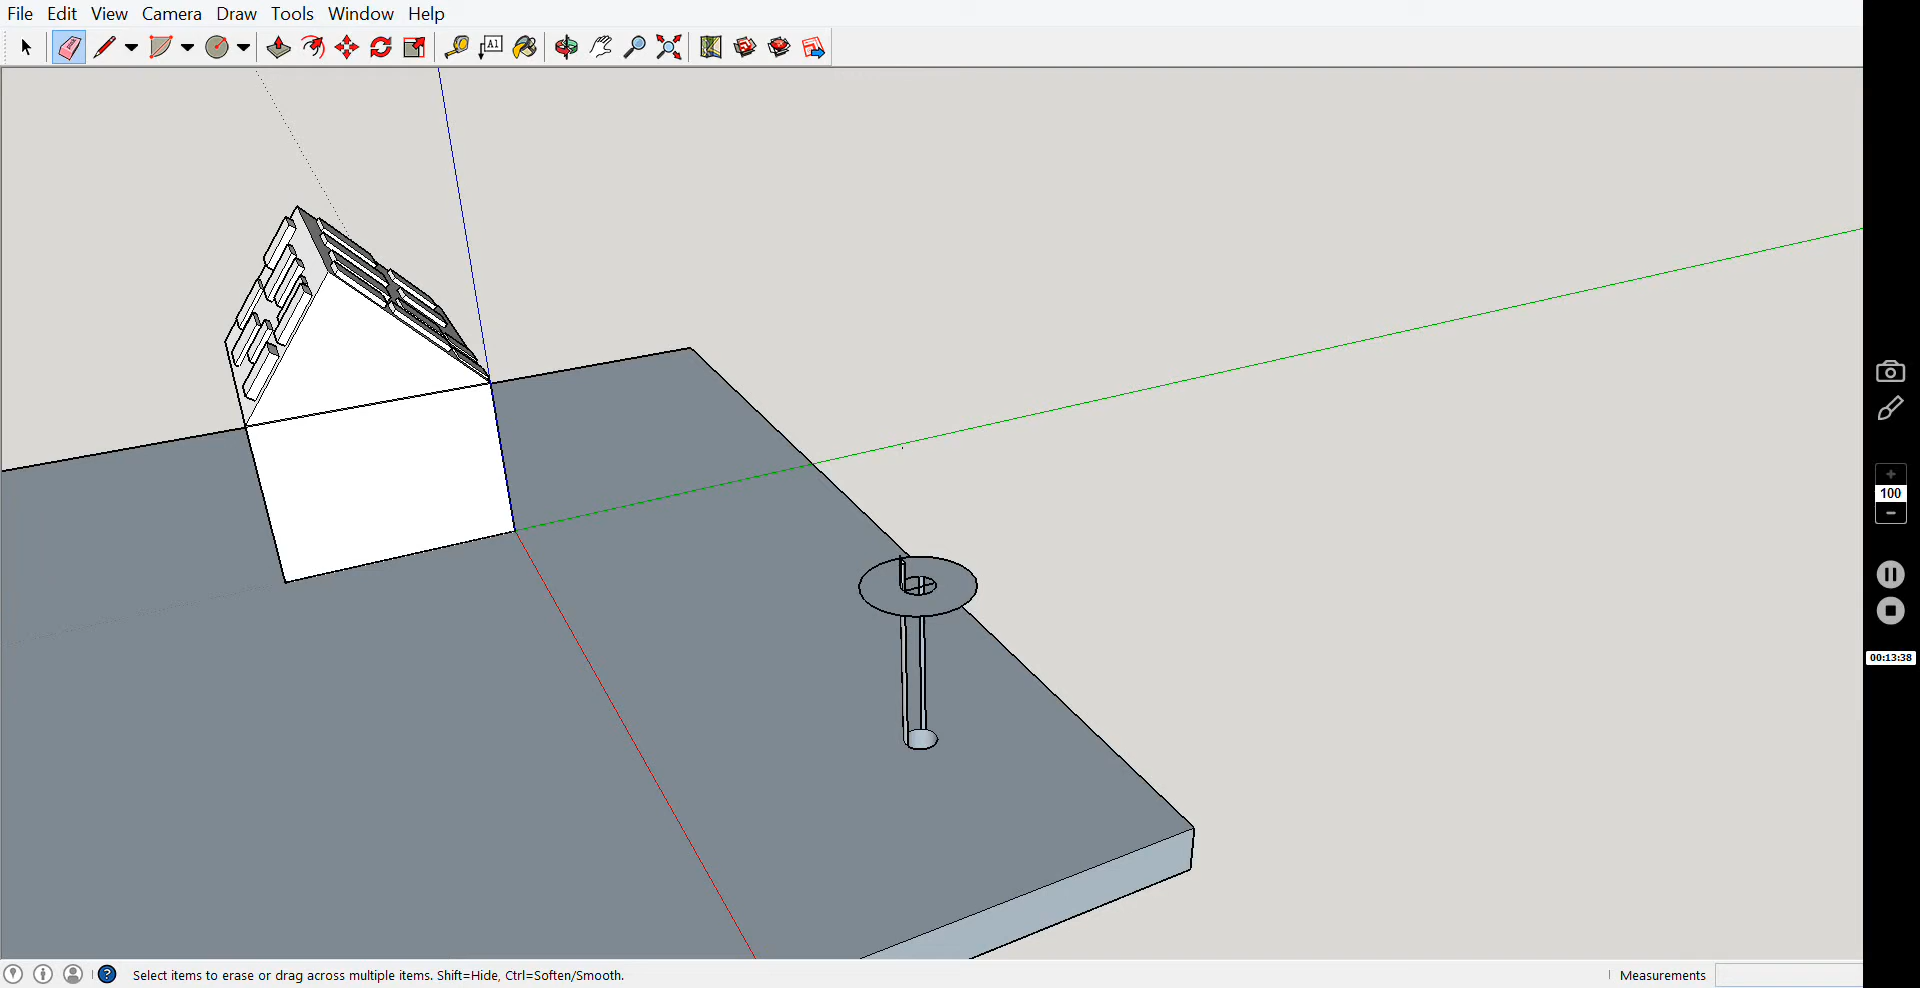 File Edit View Camera Draw Tools Window Help
A1
100
00:13:38
Select items to erase or drag across multiple items. Shift=Hide, Ctrl=Soften/Smooth.
Measurements